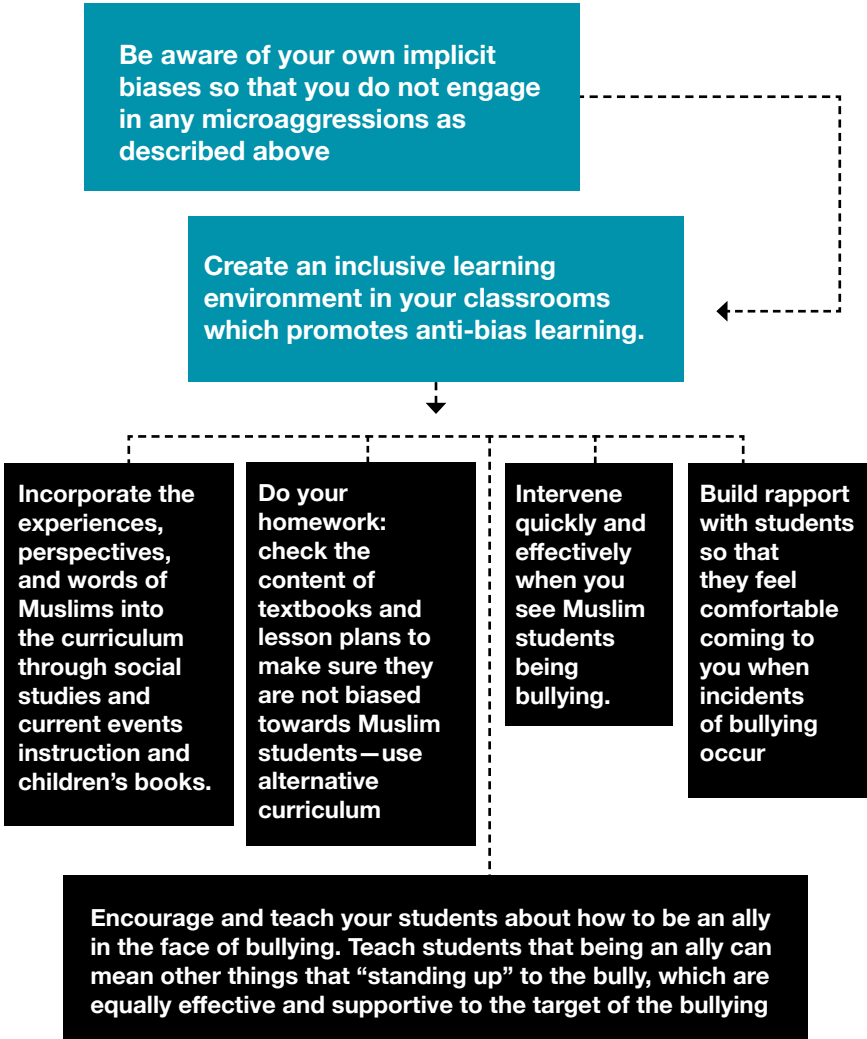 Be aware of your own implicit
biases so that you do not engage
in any microaggressions as
described above
Create an inclusive learning
environment in your classrooms
which promotes anti-bias learning.
Incorporate the
experiences,
perspectives,
and words of
Muslims into
the curriculum
through social
studies and
current events
instruction and
children’s books.
Do your
homework:
check the
content of
textbooks and
lesson plans to
make sure they
are not biased
towards Muslim
students—use
alternative
curriculum
Intervene
quickly and
effectively
when you
see Muslim
students
being
bullying.
Build rapport
with students
so that
they feel
comfortable
coming to
you when
incidents
of bullying
occur
Encourage and teach your students about how to be an ally
in the face of bullying. Teach students that being an ally can
mean other things that “standing up” to the bully, which are
equally effective and supportive to the target of the bullying